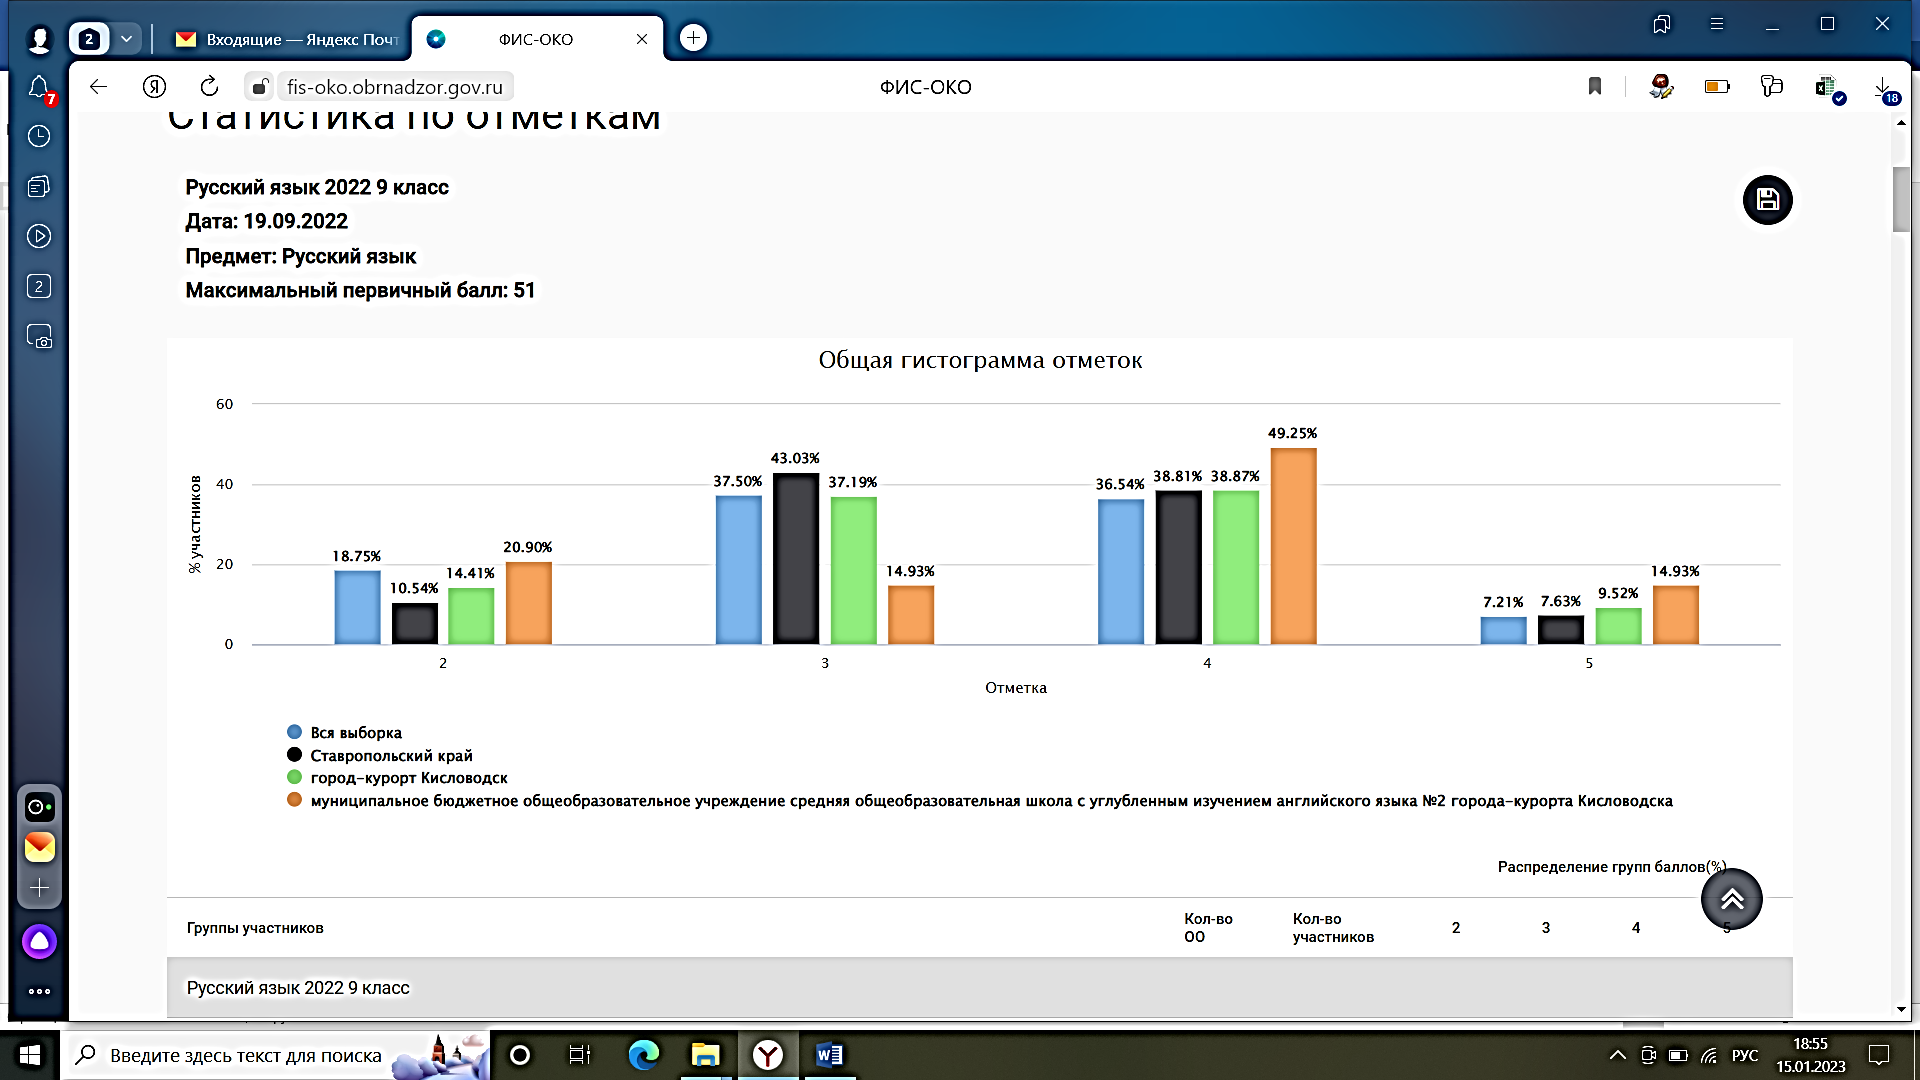 2
Входящие — Яндекс Почт
ФИС-ОКО
7
fis-oko.obrnadzor.gov.ru
ФИС-ОКО
18
Статистика по отметкам
Русский язык 2022 9 класс
Дата: 19.09.2022
Предмет: Русский язык
Максимальный первичный балл: 51
2
Общая гистограмма отметок
60
40
20
0
% участников
18.75%
10.54%
14.41%
20.90%
37.50%
43.03%
37.19%
14.93%
36.54%
38.81%
38.87%
49.25%
7.21%
7.63%
9.52%
14.93%
2
3
4
5
Отметка
Вся выборка
Ставропольский край
город-курорт Кисловодск
муниципальное бюджетное общеобразовательное учреждение средняя общеобразовательная школа с углубленным изучением английского языка №2 города-курорта Кисловодска
Распределение групп баллов(%)
Группы участников
Кол-во
ОО
Кол-во
участников
2
3
4
5
Русский язык 2022 9 класс
Введите здесь текст для поиска
РУС
18:55
15.01.2023